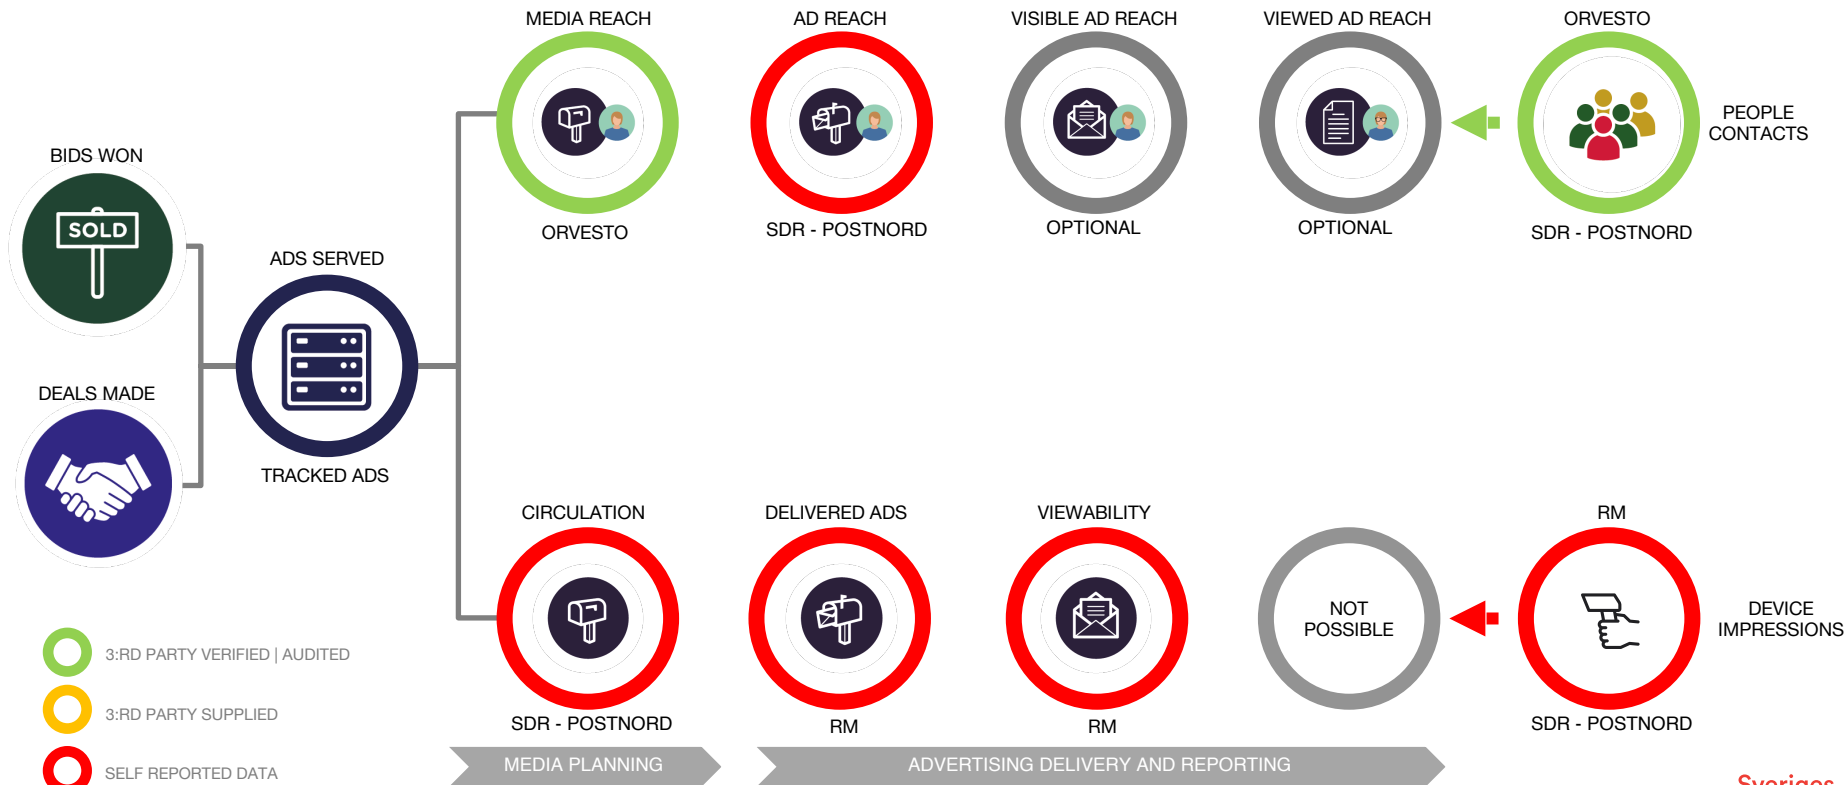 MEDIA REACH
AD REACH
VISIBLE AD REACH
VIEWED AD REACH
ORVESTO
PEOPLE
CONTACTS
BIDS WON
SOLD
ORVESTO
SDR - POSTNORD
OPTIONAL
OPTIONAL
SDR - POSTNORD
ADS SERVED
DEALS MADE
TRACKED ADS
CIRCULATION
DELIVERED ADS
VIEWABILITY
RM
NOT
POSSIBLE
DEVICE
IMPRESSIONS
3:RD PARTY VERIFIED | AUDITED
3:RD PARTY SUPPLIED
SELF REPORTED DATA
SDR - POSTNORD
RM
RM
SDR - POSTNORD
MEDIA PLANNING
ADVERTISING DELIVERY AND REPORTING
Sveriges